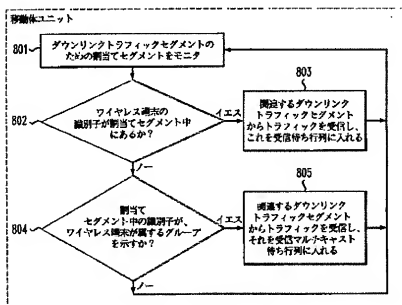 移動体ユニット
801
ダウンリンクトラフィックセグメントの
ための割当てセグメントをモニタ
802
ワイヤレス端末の
識別子が割当てセグメント中
にあるか？
イエス
803
関連するダウンリンク
トラフィックセグメント
からトラフィックを受信し、
これを受信待ち行列に入れる
ノー
804
割当て
セグメント中の識別子が、
ワイヤレス端末が属するグループ
を示すか？
イエス
805
関連するダウンリンク
トラフィックセグメント
からトラフィックを受信し、
それを受信マルチキャスト
待ち行列に入れる
ノー